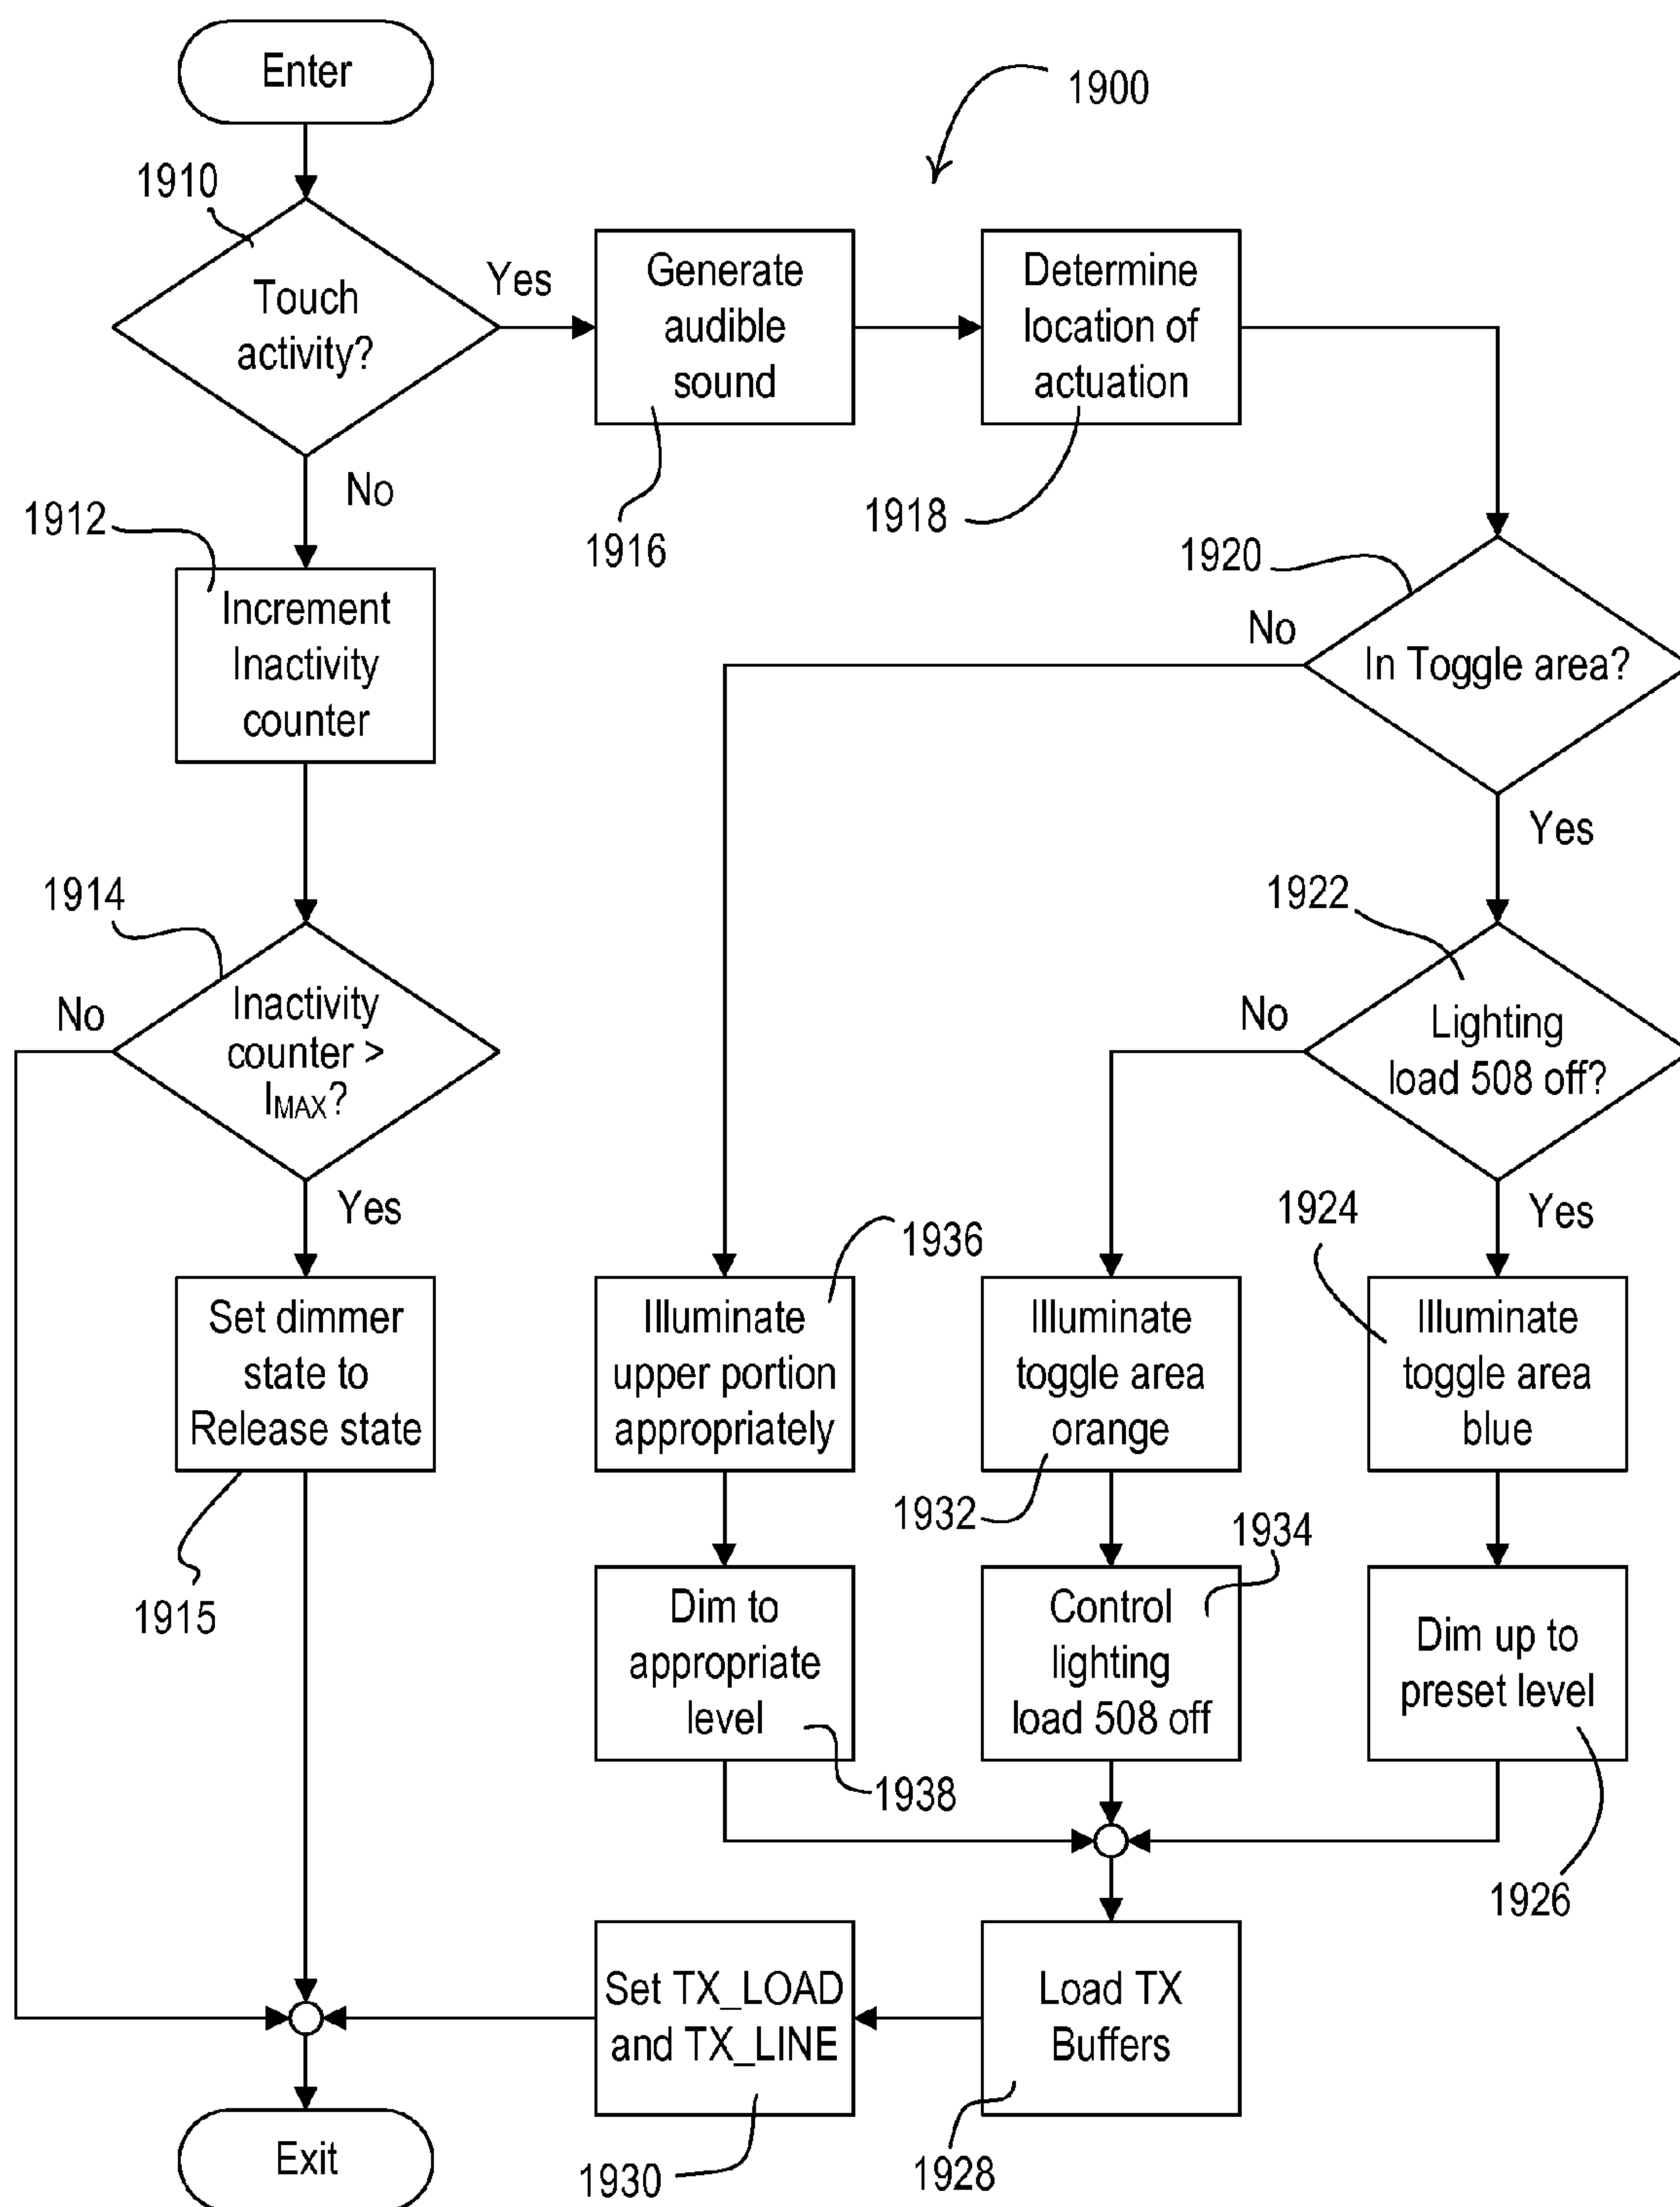 Enter
1900
1910
Touch
activity?
Yes
Generate
audible
sound
Determine
location of
actuation
No
1912
1916
1918
1920
Increment
Inactivity
counter
No
In Toggle area?
Yes
1914
1922
No
Inactivity
counter >
IMAX?
No
Lighting
load 508 off?
Yes
1936
1924
Yes
Set dimmer
state to
Release state
Illuminate
upper portion
appropriately
Illuminate
toggle area
orange
Illuminate
toggle area
blue
1915
1932
1934
Dim to
appropriate
level
Control
lighting
load 508 off
Dim up to
preset level
1938
1926
Set TX_LOAD
and TX_LINE
Load TX
Buffers
Exit
1930
1928